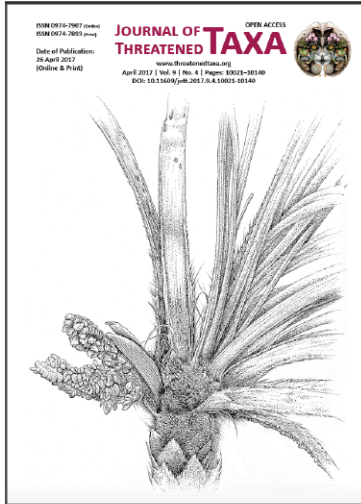 ISSN 0974-7907 (Online)
ISSN 0974-7893 (Print)
Date of Publication:
26 April 2017
(Online & Print)
OPEN ACCESS
JOURNAL OF
THREATENED TAXA
www.threatenedtaxa.org
April 2017 | Vol. 9 | No. 4 | Pages: 10021–10140
DOI: 10.11609/jott.2017.9.4.10021-10140